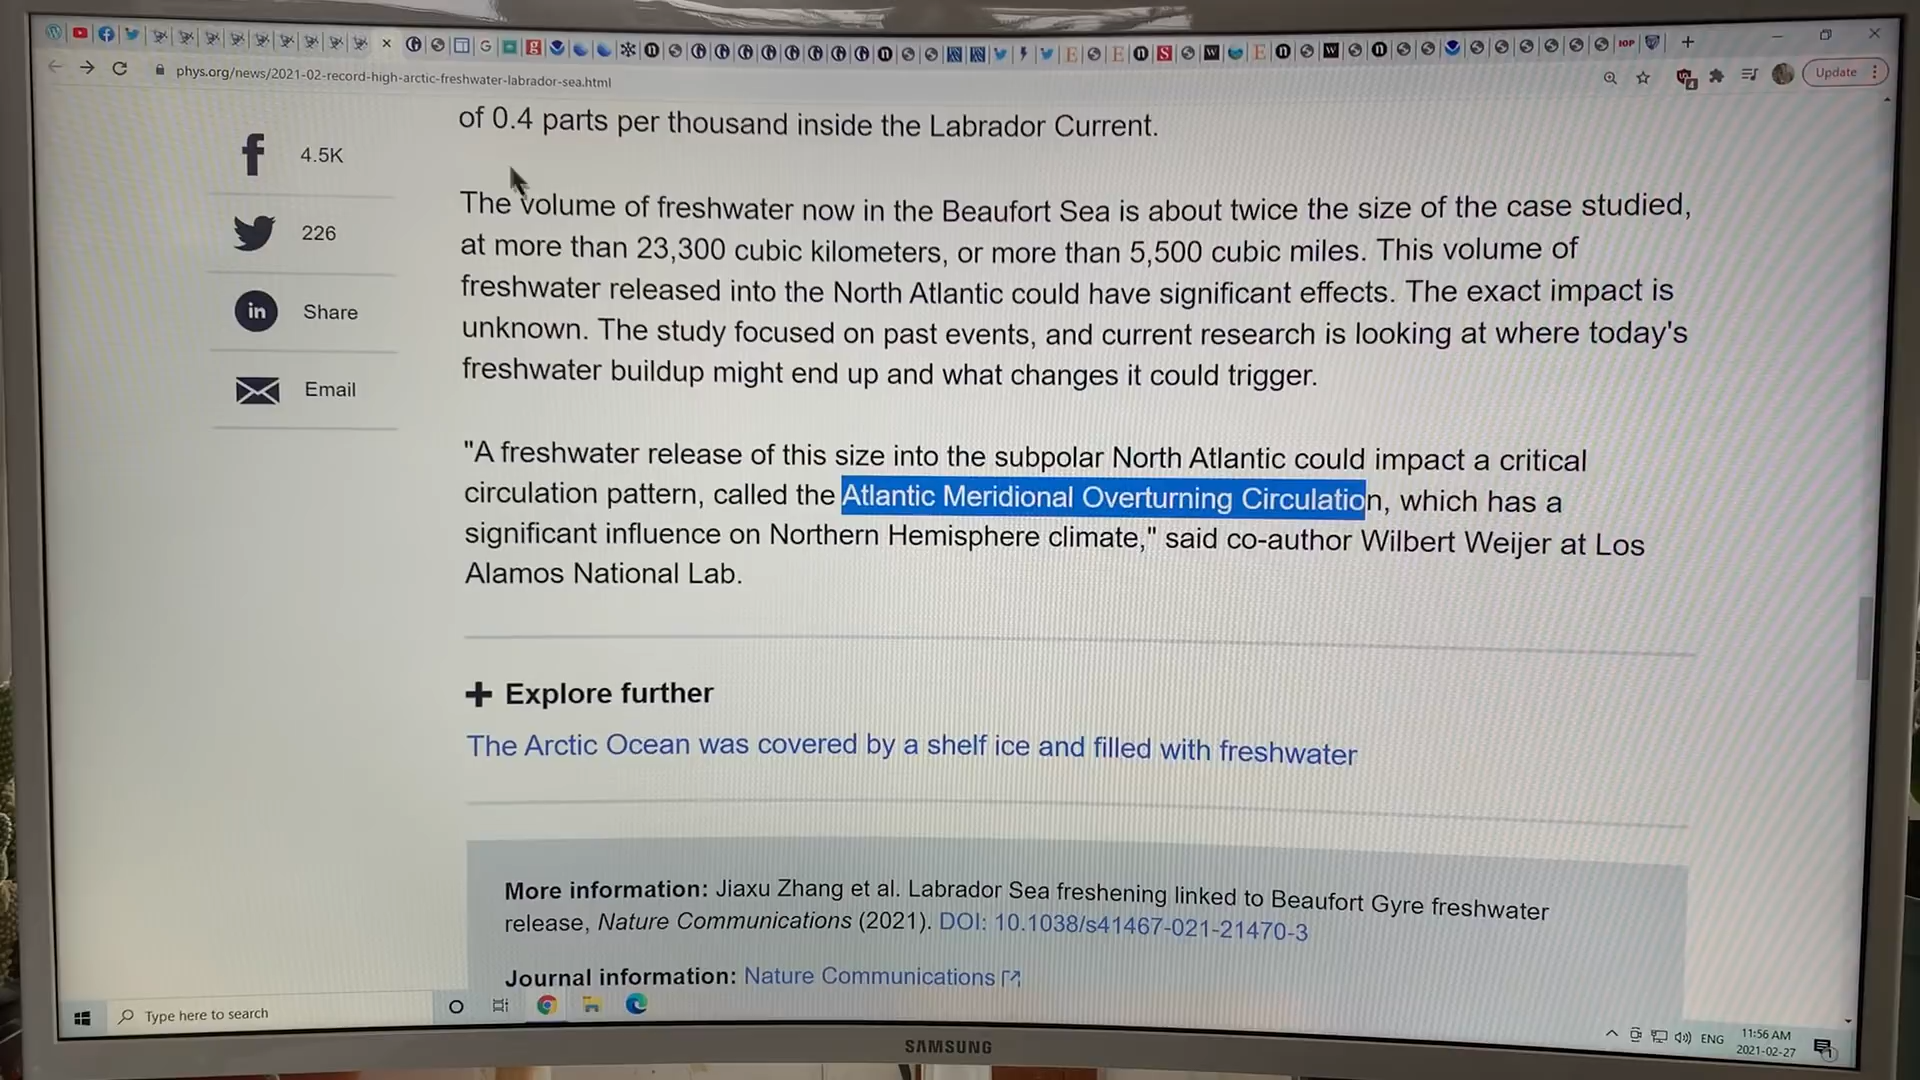 phys.org/news/2021-02-record-high-arctic-freshwater-labrador-sea.html
Update
of 0.4 parts per thousand inside the Labrador Current.
4.5K
226
Share
Email
The volume of freshwater now in the Beaufort Sea is about twice the size of the case studied,
at more than 23,300 cubic kilometers, or more than 5,500 cubic miles. This volume of
freshwater released into the North Atlantic could have significant effects. The exact impact is
unknown. The study focused on past events, and current research is looking at where today's
freshwater buildup might end up and what changes it could trigger.
"A freshwater release of this size into the subpolar North Atlantic could impact a critical
circulation pattern, called the Atlantic Meridional Overturning Circulation, which has a
significant influence on Northern Hemisphere climate," said co-author Wilbert Weijer at Los
Alamos National Lab.
Explore further
The Arctic Ocean was covered by a shelf ice and filled with freshwater
More information: Jiaxu Zhang et al. Labrador Sea freshening linked to Beaufort Gyre freshwater
release, Nature Communications (2021). DOI: 10.1038/s41467-021-21470-3
Journal information: Nature Communications
Type here to search
ENG
11:56 AM
2021-02-27
SAMSUNG